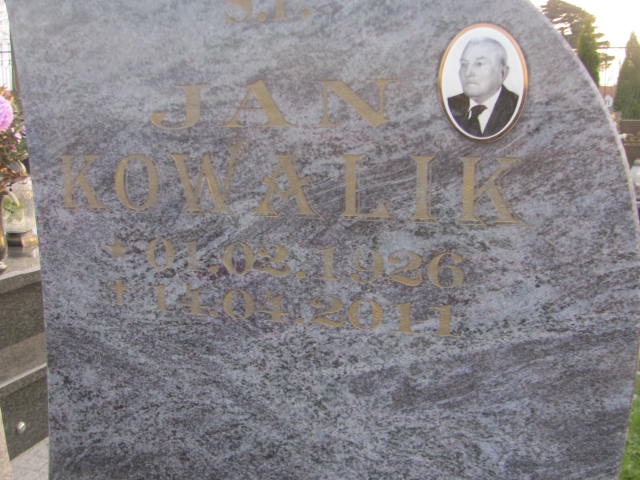 Ś.P.
JAN
KOWALIK
* 01.02.1926
† 14.04.2011